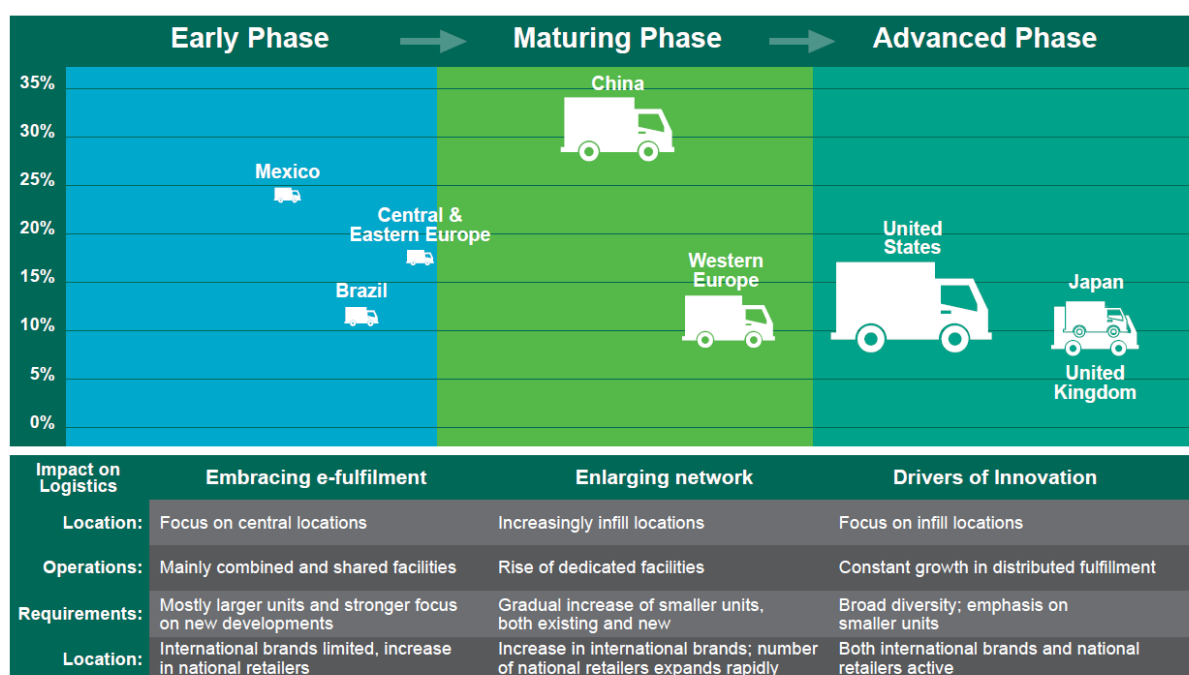 Early Phase
Maturing Phase
Advanced Phase
35%
30%
25%
20%
15%
10%
5%
0%
China
Mexico
Central &
Eastern Europe
Brazil
Western
Europe
United
States
Japan
United
Kingdom
Impact on
Logistics
Embracing e-fulfilment
Enlarging network
Drivers of Innovation
Location:
Focus on central locations
Increasingly infill locations
Focus on infill locations
Operations:
Mainly combined and shared facilities
Rise of dedicated facilities
Constant growth in distributed fulfillment
Requirements:
Mostly larger units and stronger focus
on new developments
Gradual increase of smaller units,
both existing and new
Broad diversity; emphasis on
smaller units
Location:
International brands limited, increase
in national retailers
Increase in international brands; number
of national retailers expands rapidly
Both international brands and national
retailers active